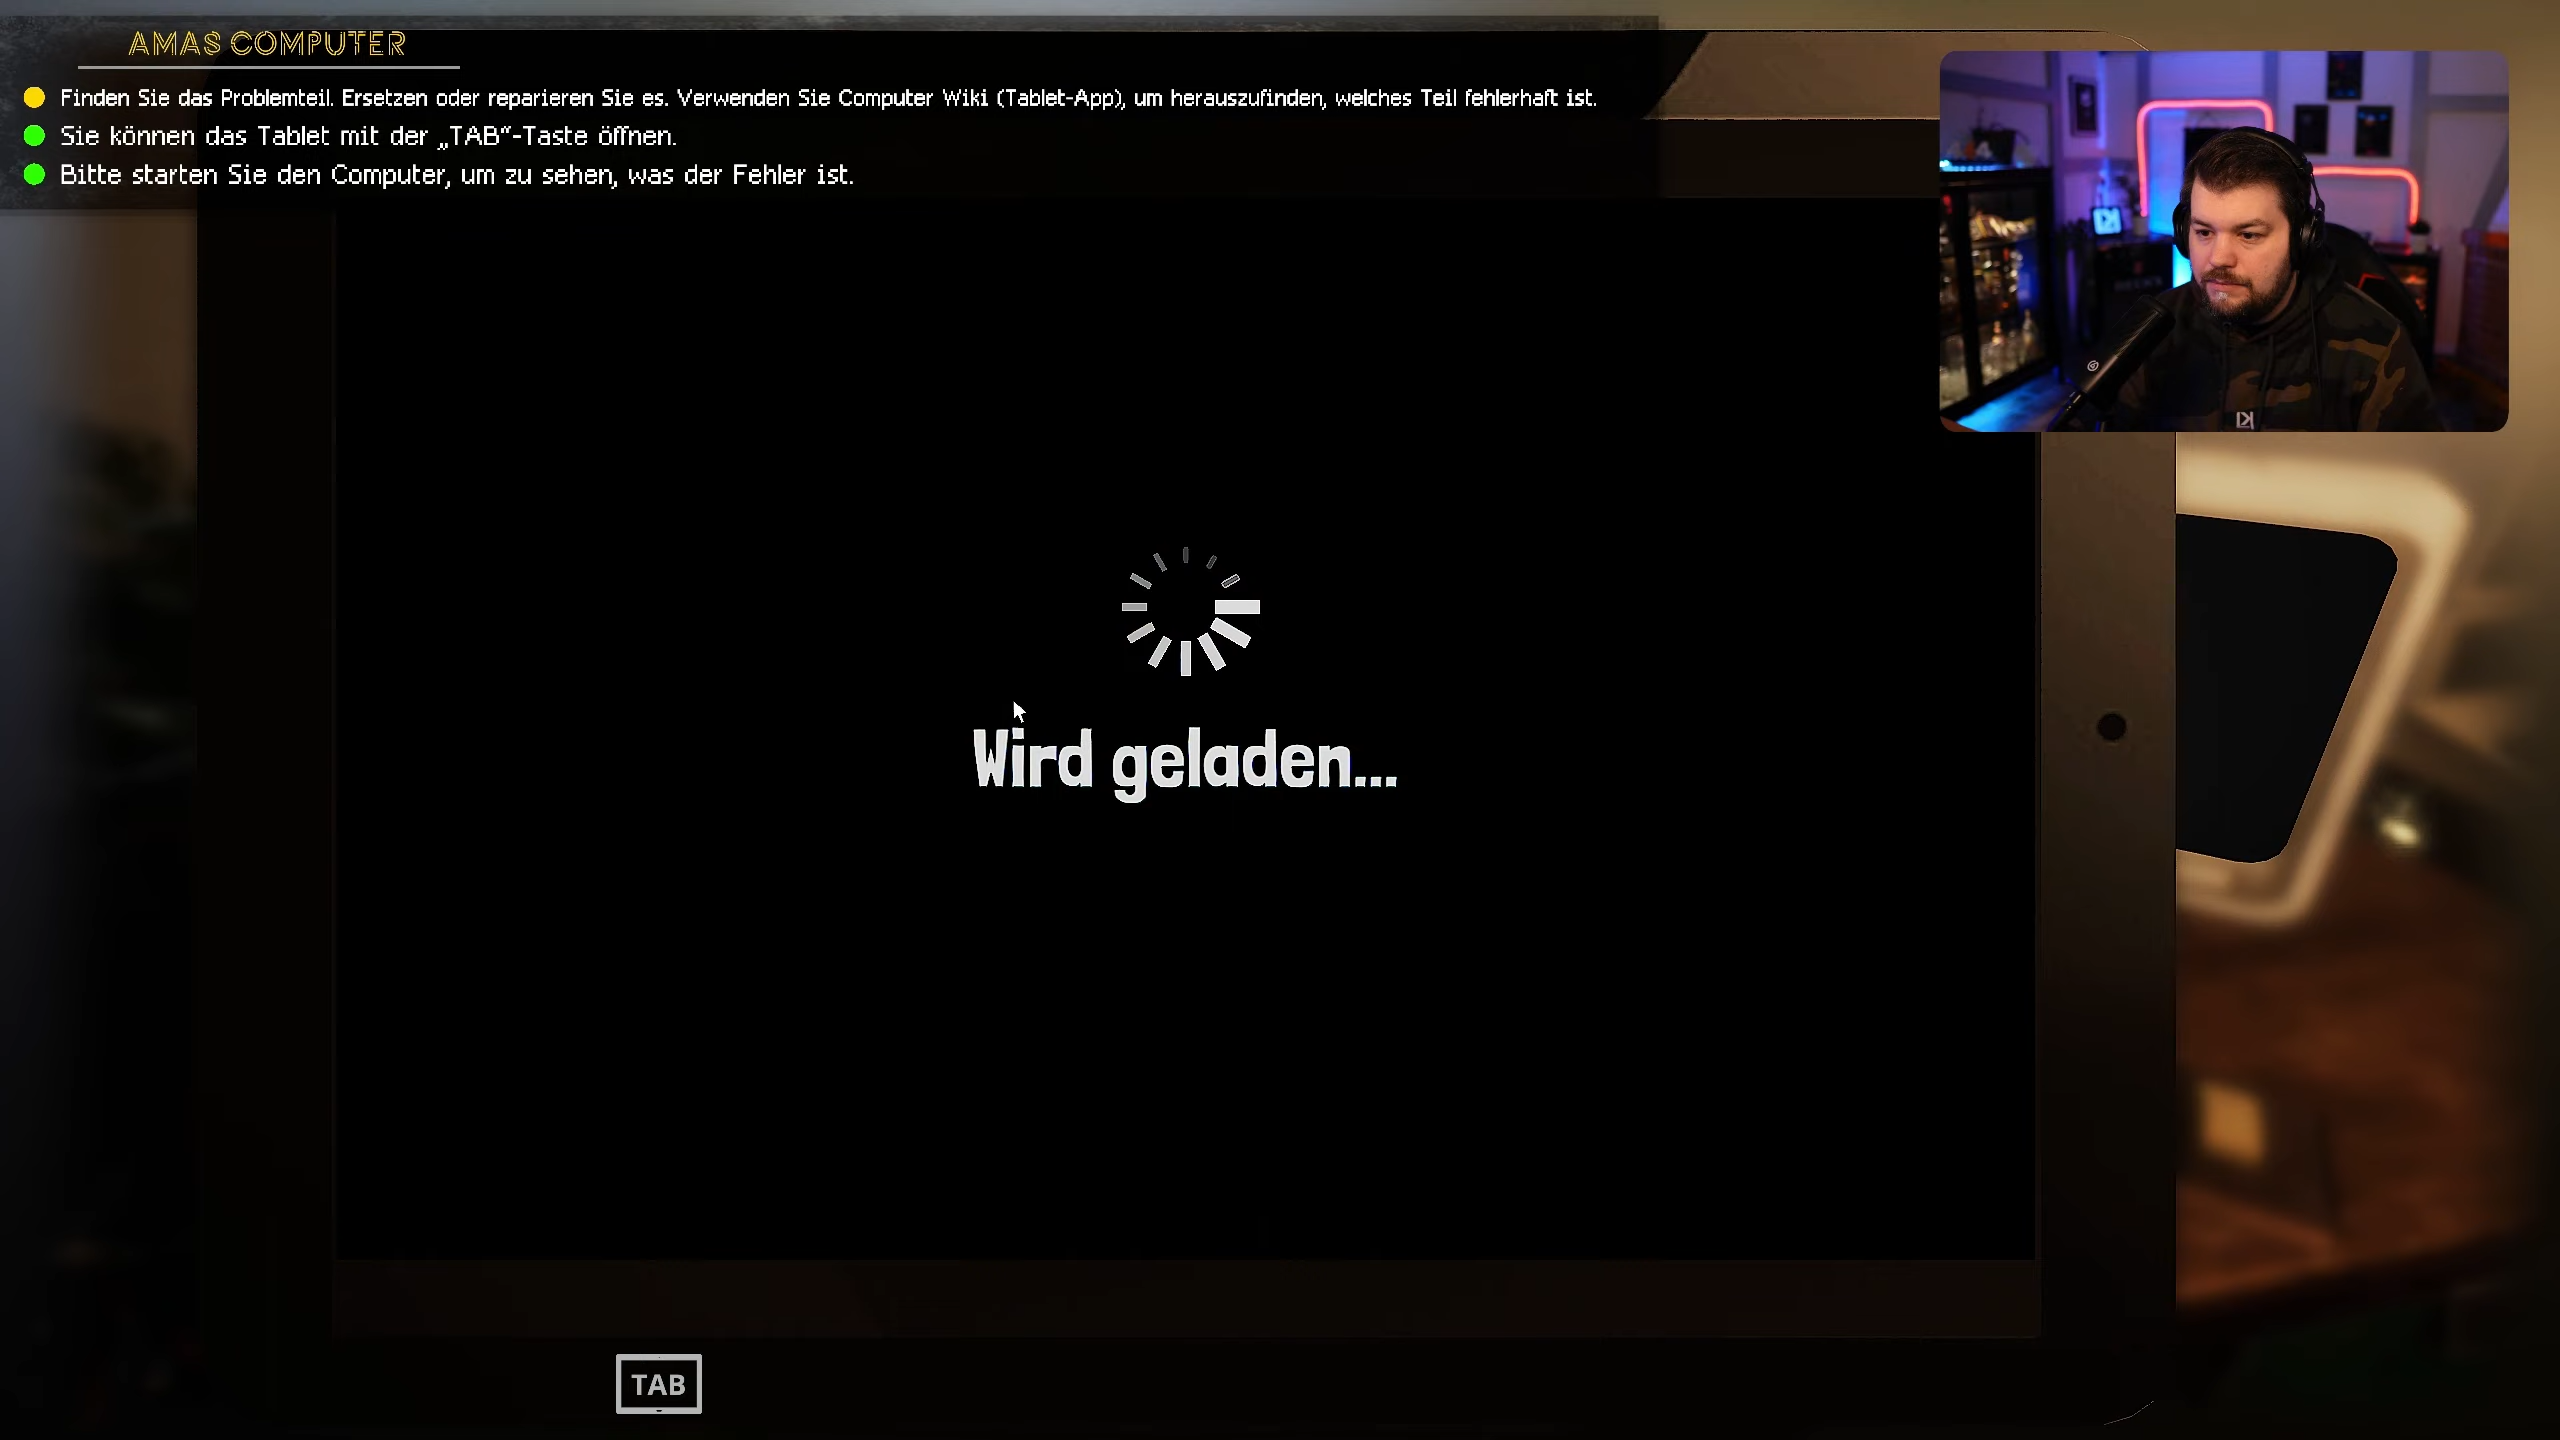 AMAS COMPUTER
Finden Sie das Problemteil. Ersetzen oder reparieren Sie es. Verwenden Sie Computer Wiki (Tablet-App), um herauszufinden, welches Teil fehlerhaft ist.
Sie können das Tablet mit der „TAB“-Taste öffnen.
Bitte starten Sie den Computer, um zu sehen, was der Fehler ist.
Wird geladen...
TAB